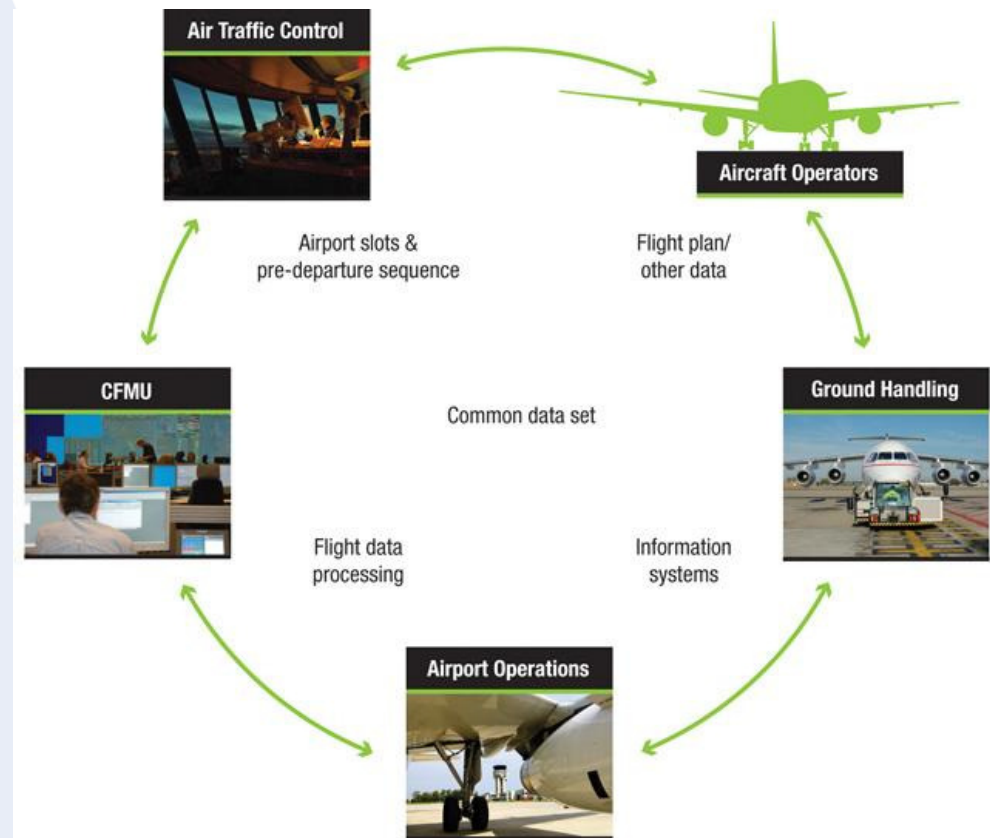 Air Traffic Control
Aircraft Operators
Airport slots &
pre-departure sequence
Flight plan/
other data
CFMU
Ground Handling
Common data set
Flight data
processing
Information
systems
Airport Operations